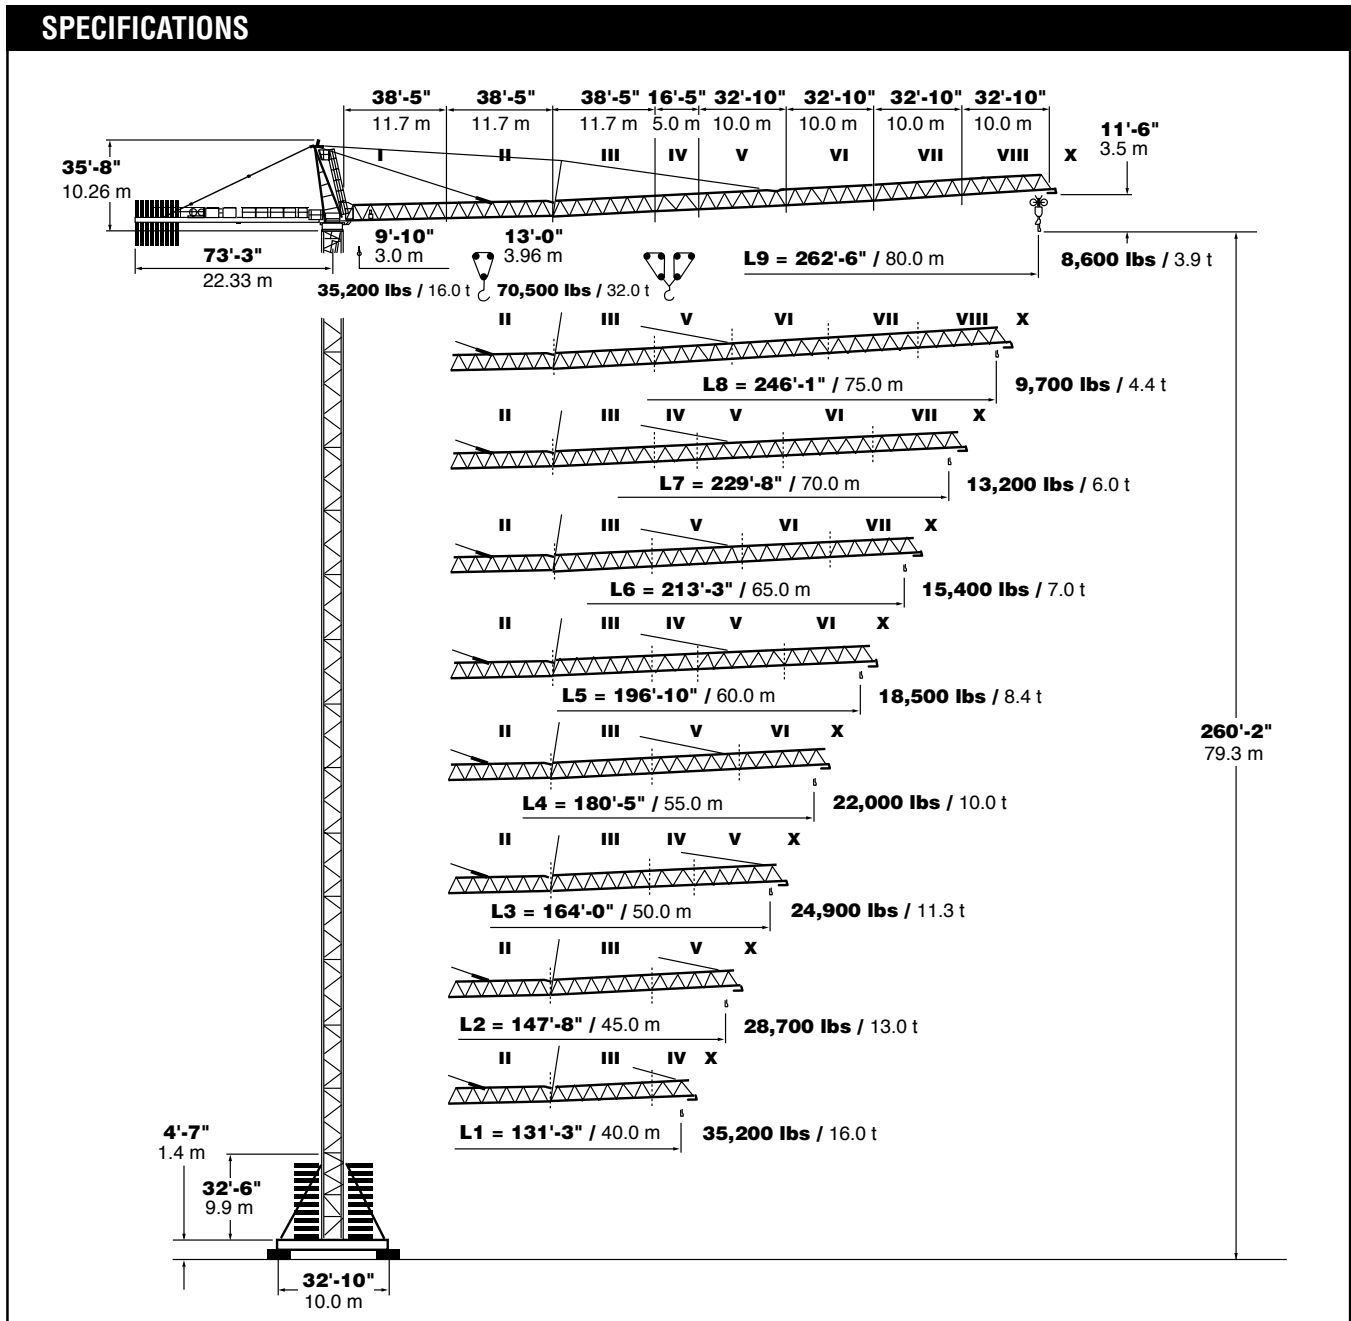 SPECIFICATIONS
38'-5" 38'-5" 38'-5" 16'-5" 32'-10" 32'-10" 32'-10" 32'-10"
11.7 m 11.7 m 11.7 m 5.0 m 10.0 m 10.0 m 10.0 m 10.0 m
11'-6"
3.5 m
I II III IV V VI VII VIII X
35'-8"
10.26 m
73'-3"
22.33 m
9'-10"
3.0 m
13'-0"
3.96 m
35,200 lbs / 16.0 t
70,500 lbs / 32.0 t
L9 = 262'-6" / 80.0 m
8,600 lbs / 3.9 t
II III V VI VII VIII X
L8 = 246'-1" / 75.0 m
9,700 lbs / 4.4 t
II III IV V VI VII X
L7 = 229'-8" / 70.0 m
13,200 lbs / 6.0 t
II III V VI VII X
L6 = 213'-3" / 65.0 m
15,400 lbs / 7.0 t
II III IV V VI X
L5 = 196'-10" / 60.0 m
18,500 lbs / 8.4 t
260'-2"
79.3 m
II III V VI X
L4 = 180'-5" / 55.0 m
22,000 lbs / 10.0 t
II III IV V X
L3 = 164'-0" / 50.0 m
24,900 lbs / 11.3 t
II III V X
L2 = 147'-8" / 45.0 m
28,700 lbs / 13.0 t
II III IV X
L1 = 131'-3" / 40.0 m
35,200 lbs / 16.0 t
4'-7"
1.4 m
32'-6"
9.9 m
32'-10"
10.0 m